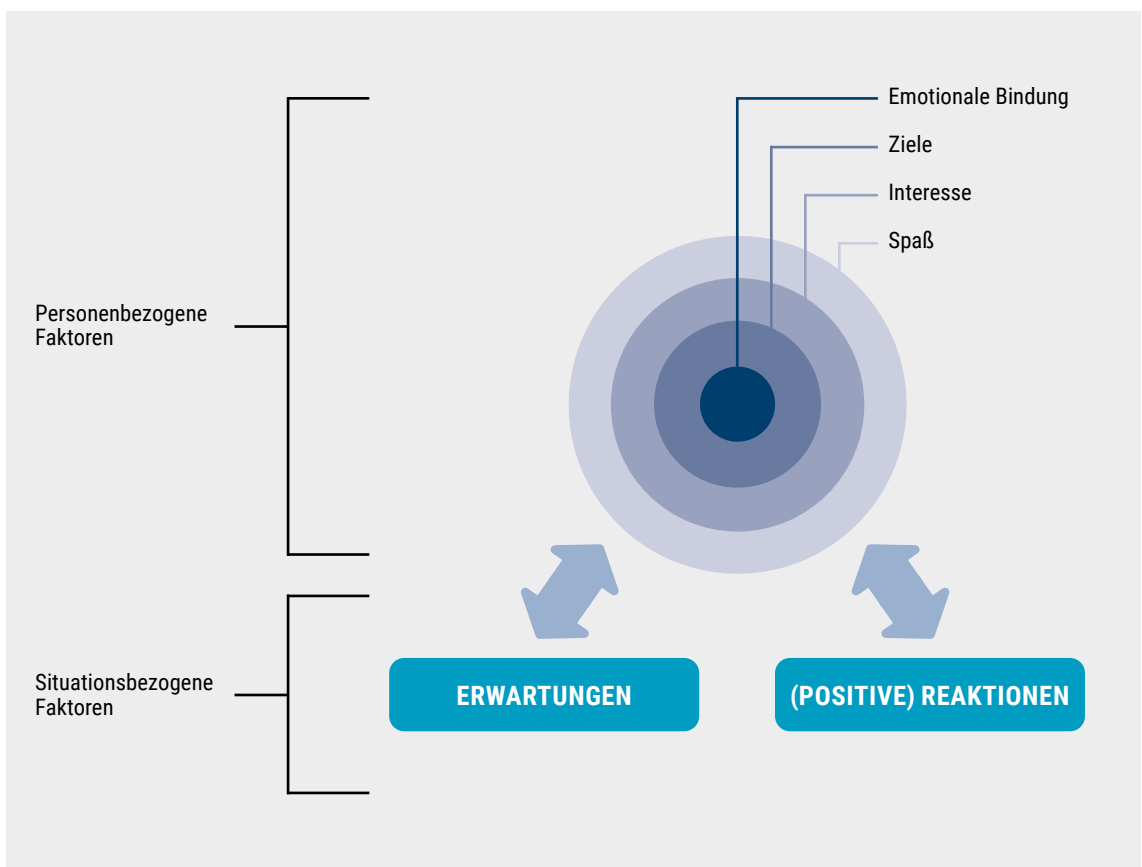 Emotionale Bindung
Ziele
Interesse
Spaß
Personenbezogene
Faktoren
Situationsbezogene
Faktoren
ERWARTUNGEN
(POSITIVE) REAKTIONEN